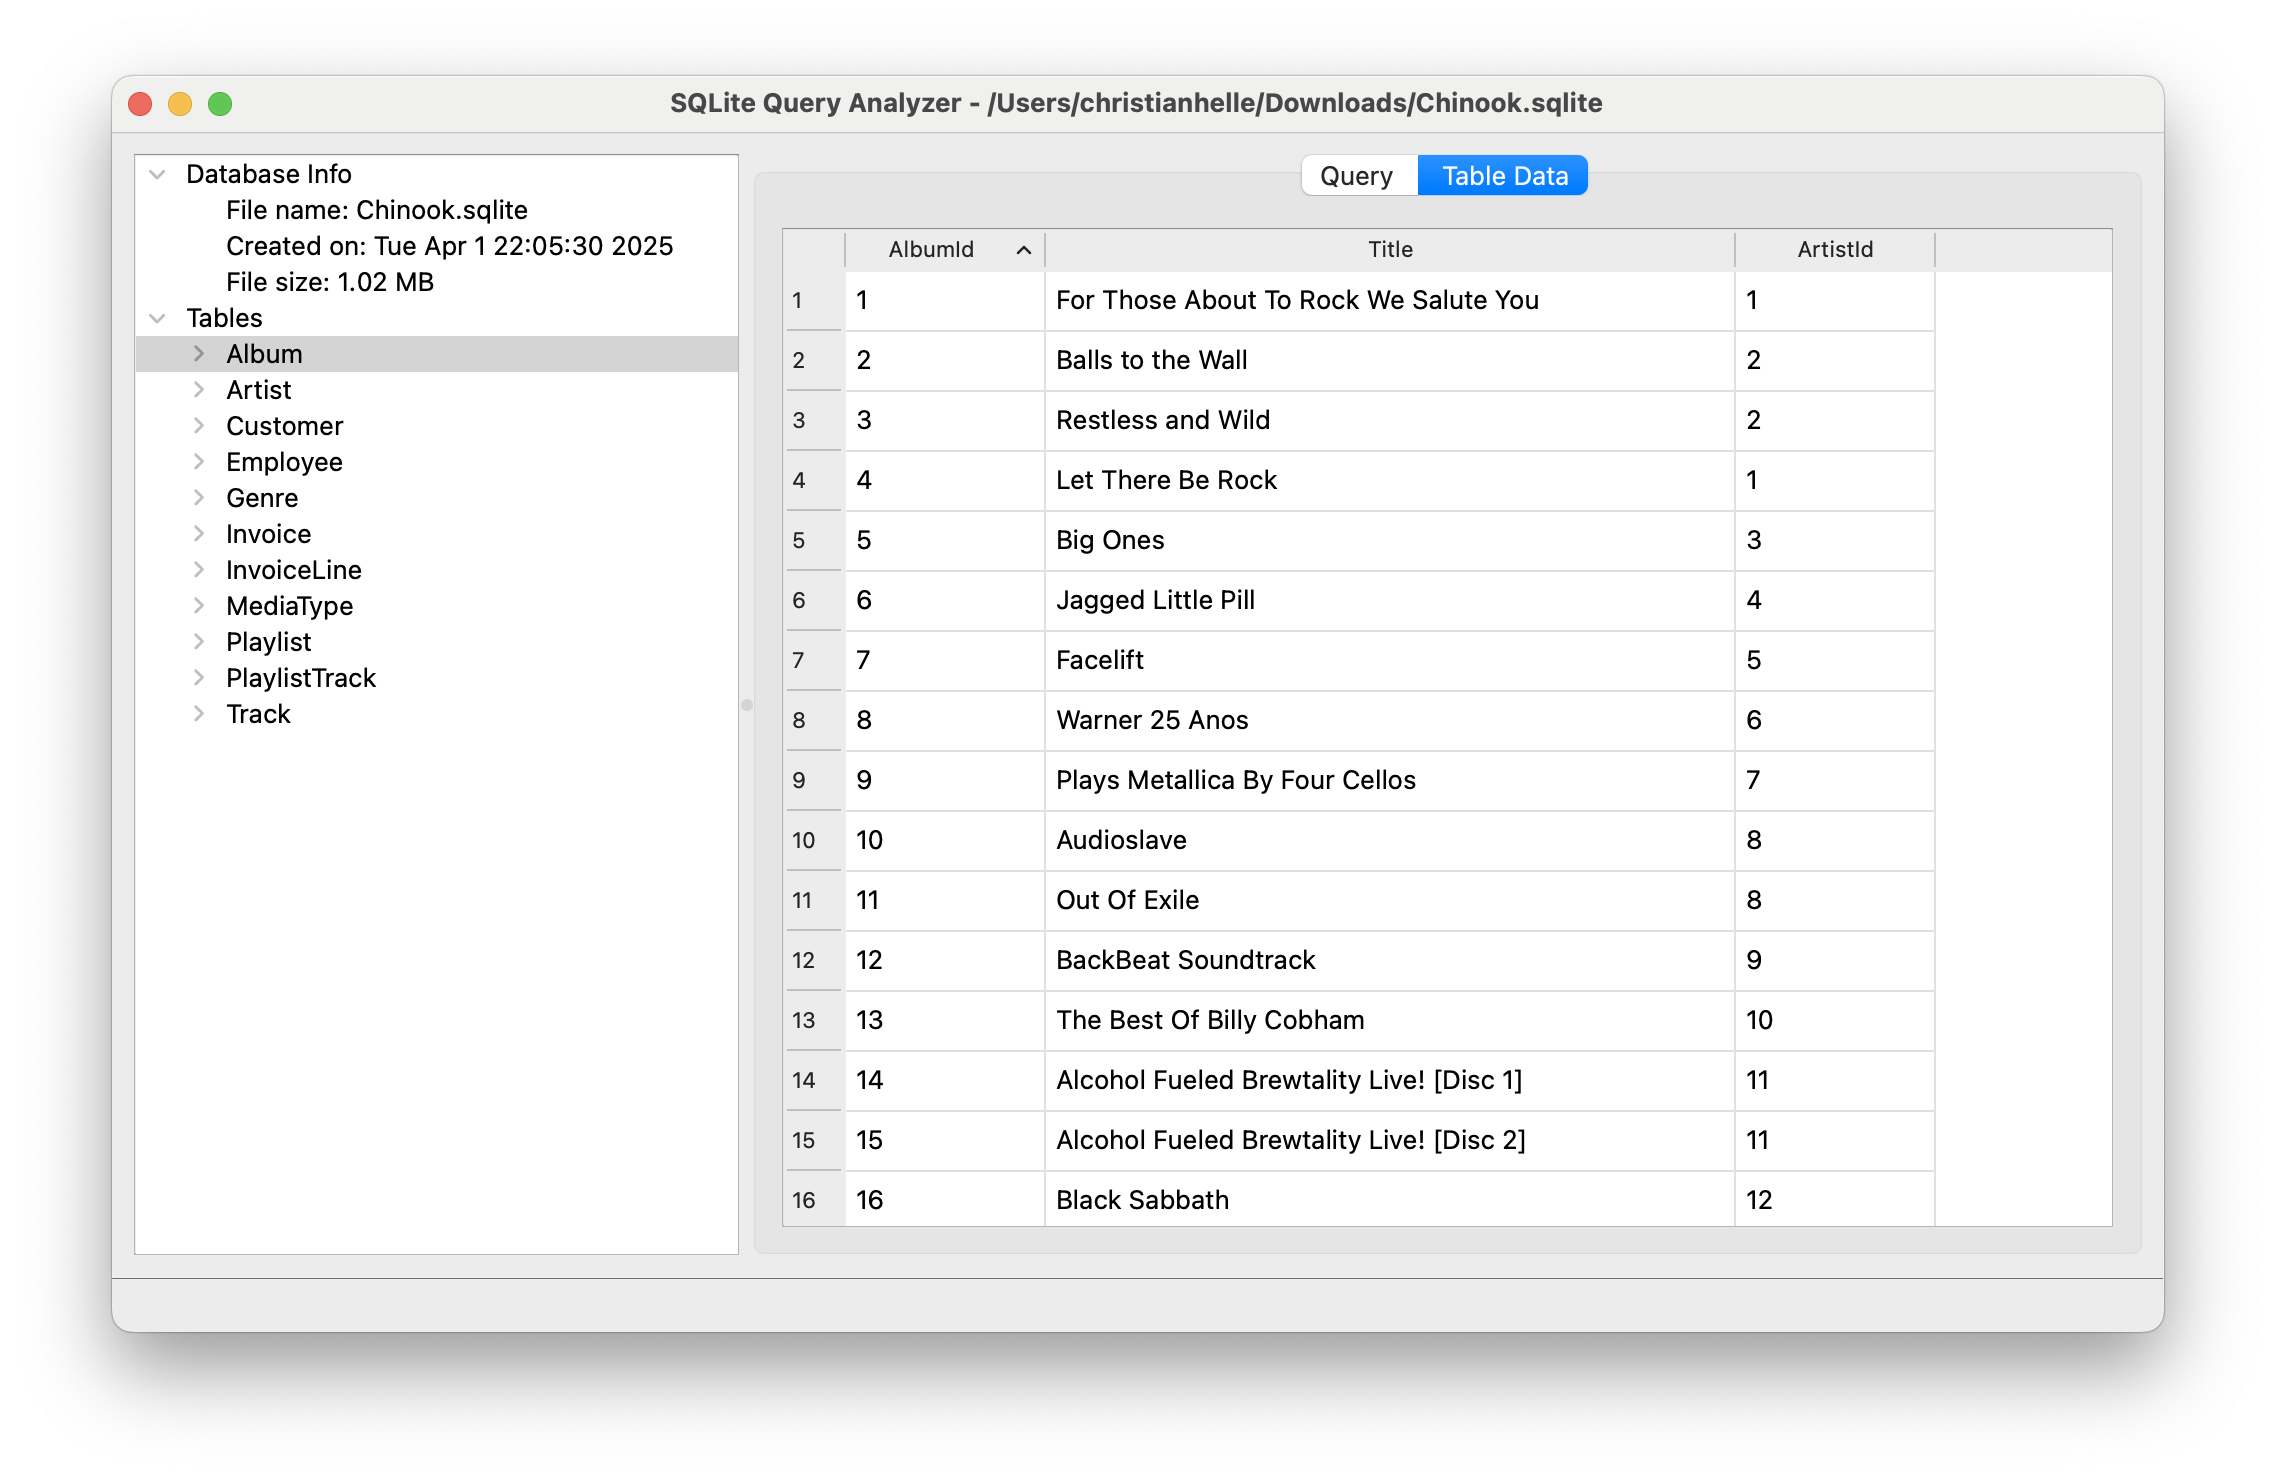 SQLite Query Analyzer - /Users/christianhelle/Downloads/Chinook.sqlite
Database Info
File name: Chinook.sqlite
Created on: Tue Apr 1 22:05:30 2025
File size: 1.02 MB
Tables
Album
Artist
Customer
Employee
Genre
Invoice
InvoiceLine
MediaType
Playlist
PlaylistTrack
Track
Query Table Data
AlbumId Title ArtistId
1 1 For Those About To Rock We Salute You 1
2 2 Balls to the Wall 2
3 3 Restless and Wild 2
4 4 Let There Be Rock 1
5 5 Big Ones 3
6 6 Jagged Little Pill 4
7 7 Facelift 5
8 8 Warner 25 Anos 6
9 9 Plays Metallica By Four Cellos 7
10 10 Audioslave 8
11 11 Out Of Exile 8
12 12 BackBeat Soundtrack 9
13 13 The Best Of Billy Cobham 10
14 14 Alcohol Fueled Brewtality Live! [Disc 1] 11
15 15 Alcohol Fueled Brewtality Live! [Disc 2] 11
16 16 Black Sabbath 12